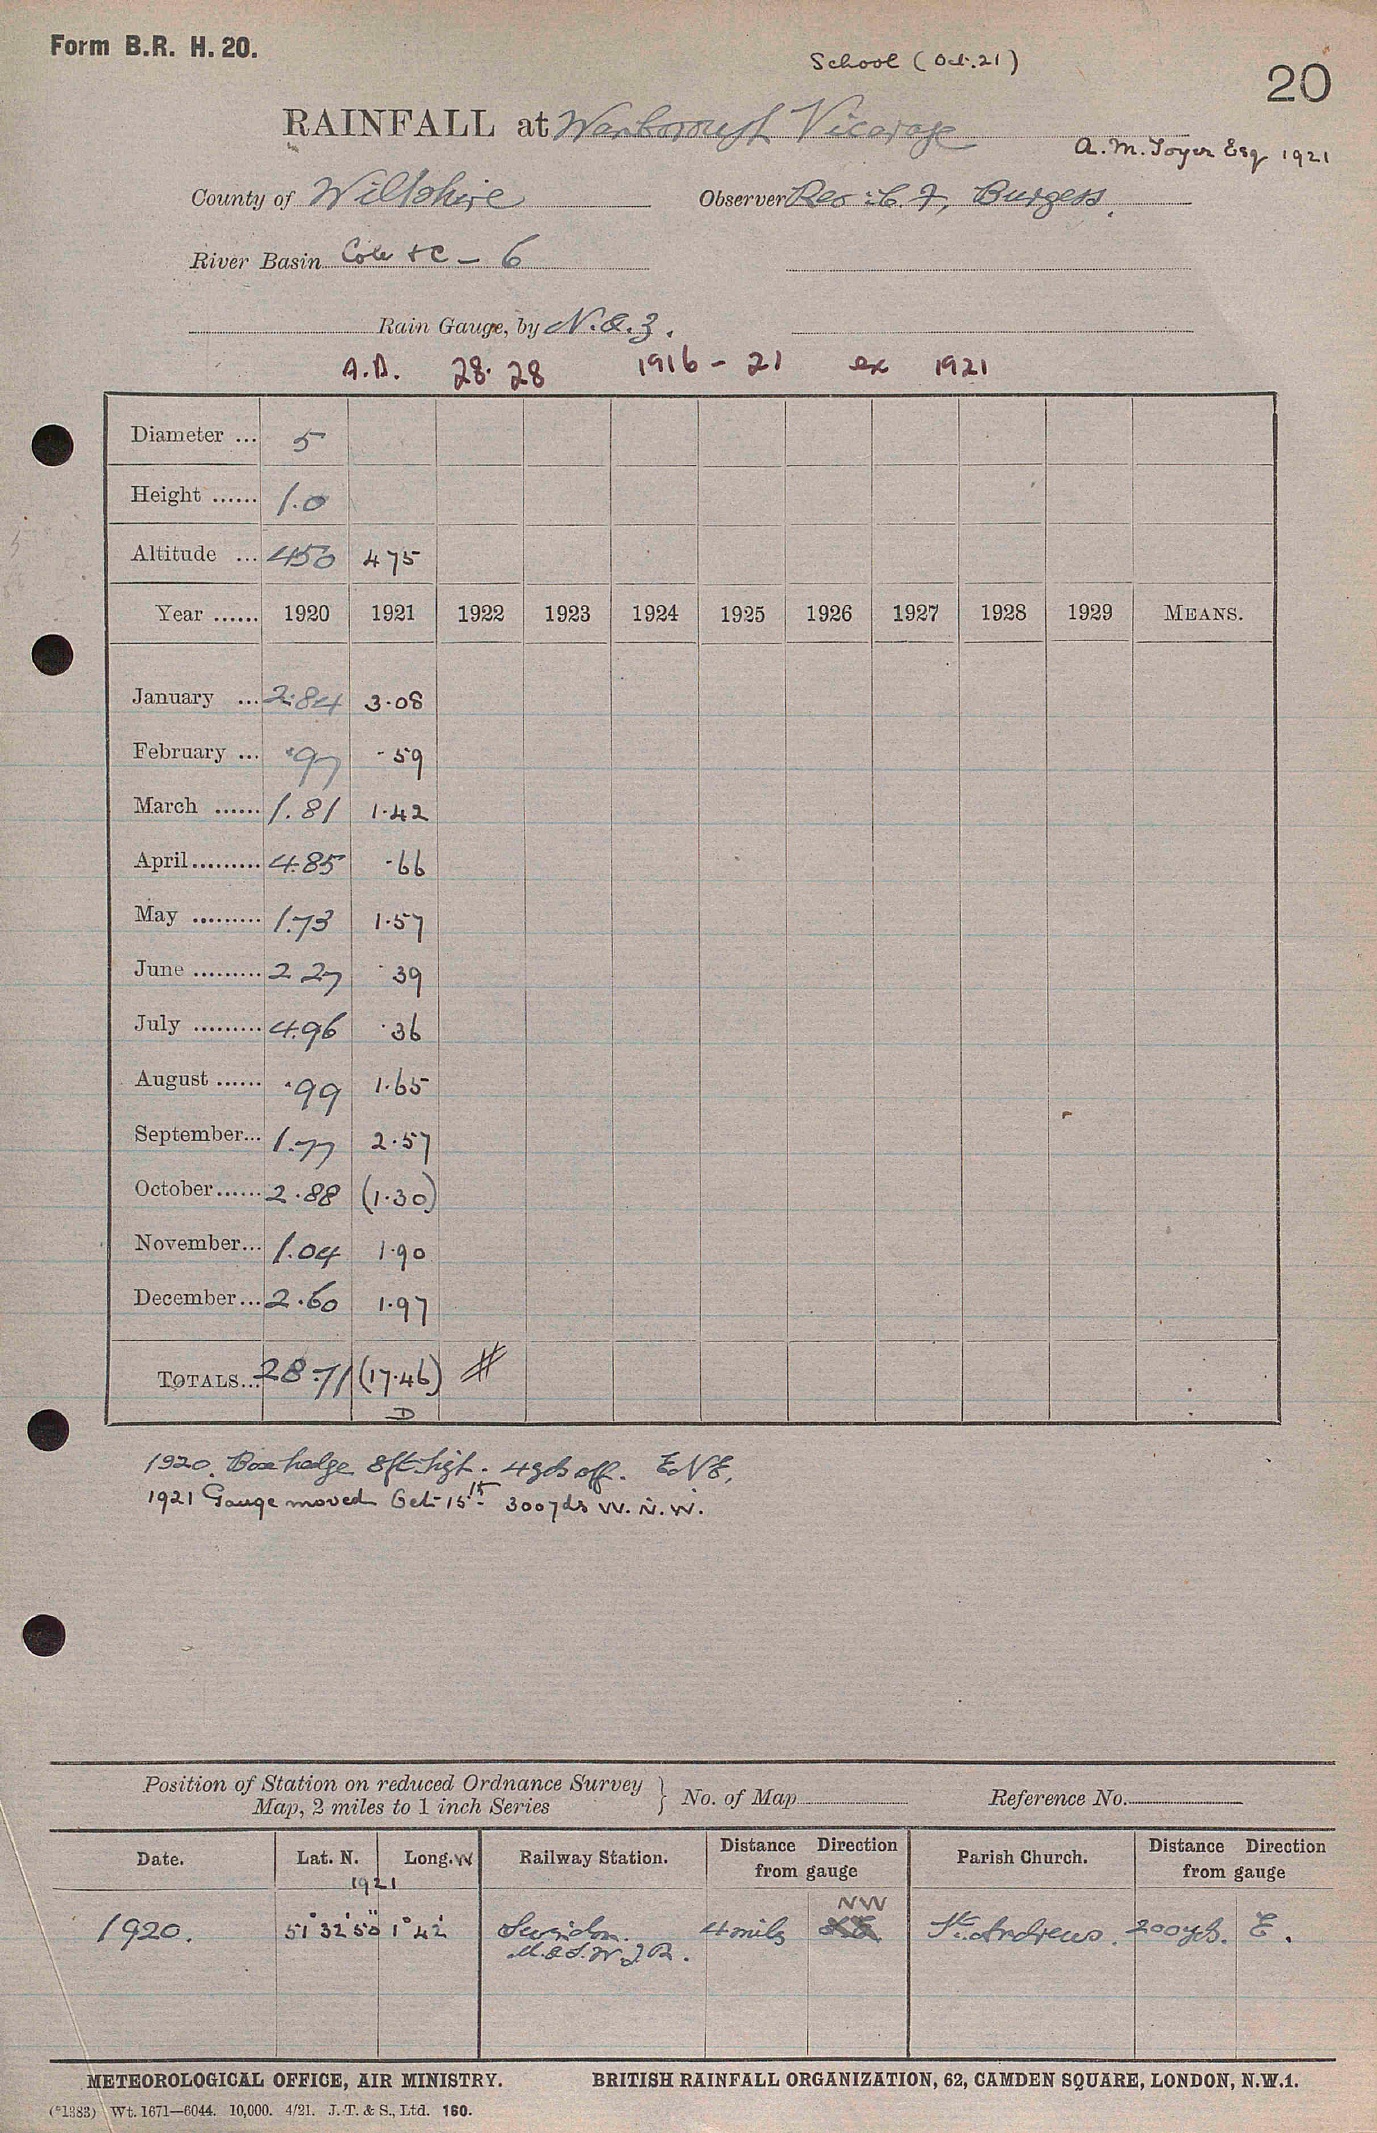 Form B.R. H. 20.
School (Oct. 21)
20
RAINFALL at Wanborough Vicarage
A. M. Toyer Esq 1921
County of Wiltshire Observer Rev. C. F. Burgess.
River Basin Cole &c - 6
Rain Gauge, by N. & Z.
A.D. 28.28 1916 - 21 ex 1921
Diameter ... 5
Height ...... 1.0
Altitude ... 450 475
Year ...... 1920 1921 1922 1923 1924 1925 1926 1927 1928 1929 MEANS.
January ... 2.84 3.08
February ... .97 .59
March ...... 1.81 1.42
April......... 4.85 .66
May ......... 1.73 1.57
June ......... 2 27 .39
July ......... 4.96 .36
August ...... .99 1.65
September... 1.77 2.57
October...... 2.88 (1.30)
November... 1.04 1.90
December... 2.60 1.97
TOTALS... 28.71 (17.46) #
D
1920. Box hedge 8ft. high. 4yds off. ENE.
1921 Gauge moved Oct 15th 300yds W.N.W.
Position of Station on reduced Ordnance Survey Map, 2 miles to 1 inch Series } No. of Map Reference No.
Date. Lat. N. Long. W Railway Station. Distance Direction from gauge Parish Church. Distance Direction from gauge
1921
NW
1920. 51° 32' 50" 1° 42' Swindon. 4 miles St. Andrews. 200yds. E.
M. & S. W. J. R.
METEOROLOGICAL OFFICE, AIR MINISTRY. BRITISH RAINFALL ORGANIZATION, 62, CAMDEN SQUARE, LONDON, N.W.1.
(*1383) Wt. 1671—6044. 10,000. 4/21. J. T. & S., Ltd. 160.